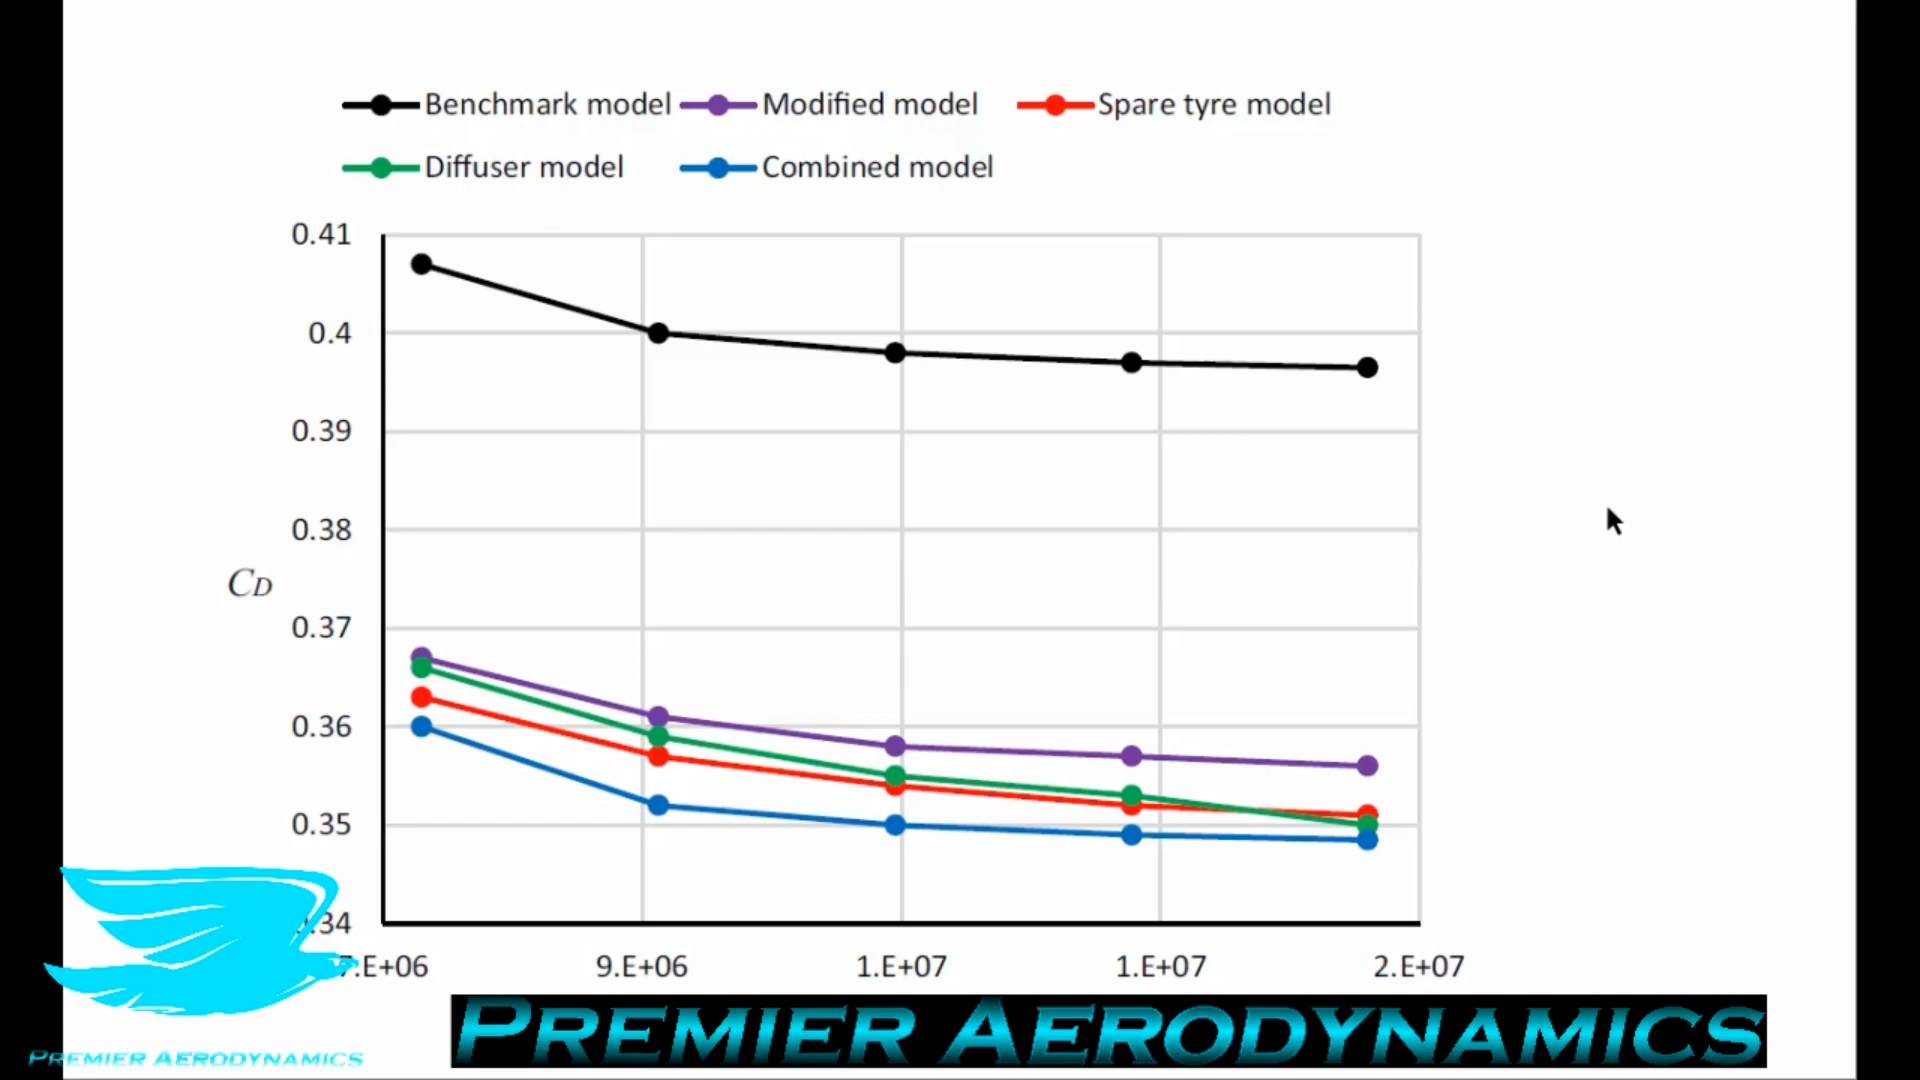 Benchmark model Modified model Spare tyre model
Diffuser model Combined model
0.41
0.4
0.39
0.38
CD
0.37
0.36
0.35
.34
7.E+06 9.E+06 1.E+07 1.E+07 2.E+07
PREMIER AERODYNAMICS
PREMIER AERODYNAMICS